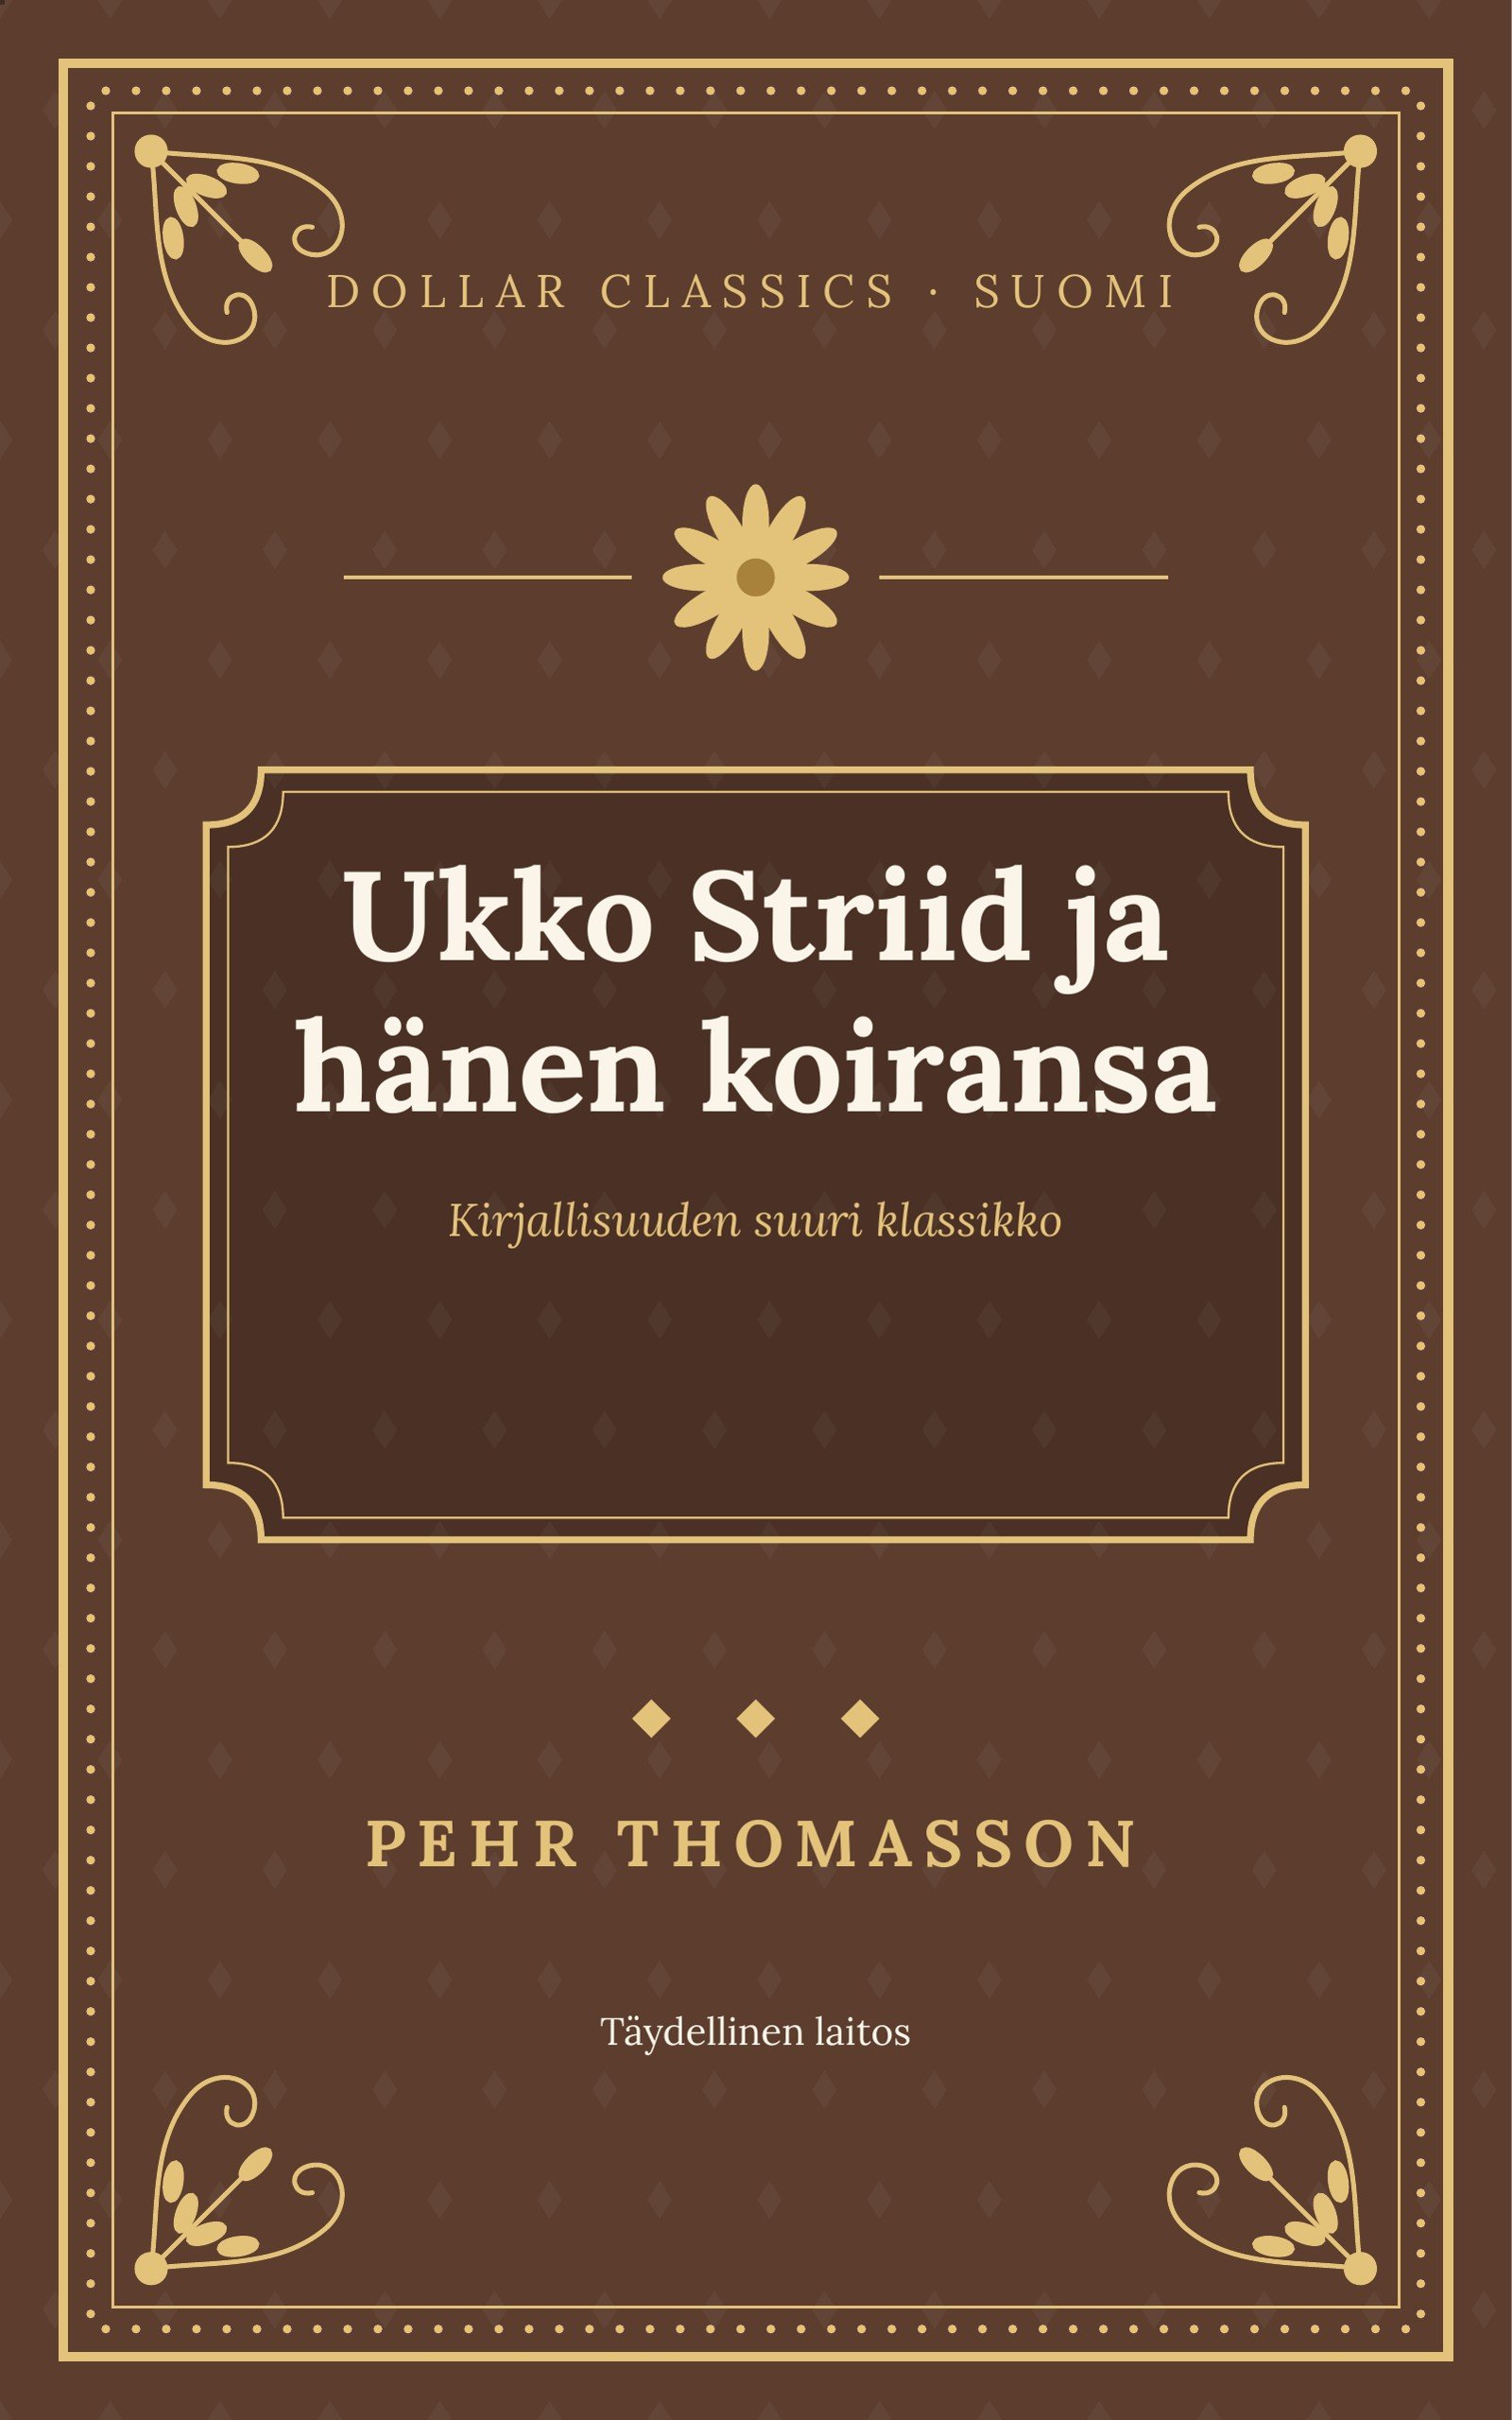 DOLLAR CLASSICS · SUOMI
Ukko Striid ja
hänen koiransa
Kirjallisuuden suuri klassikko
PEHR THOMASSON
Täydellinen laitos